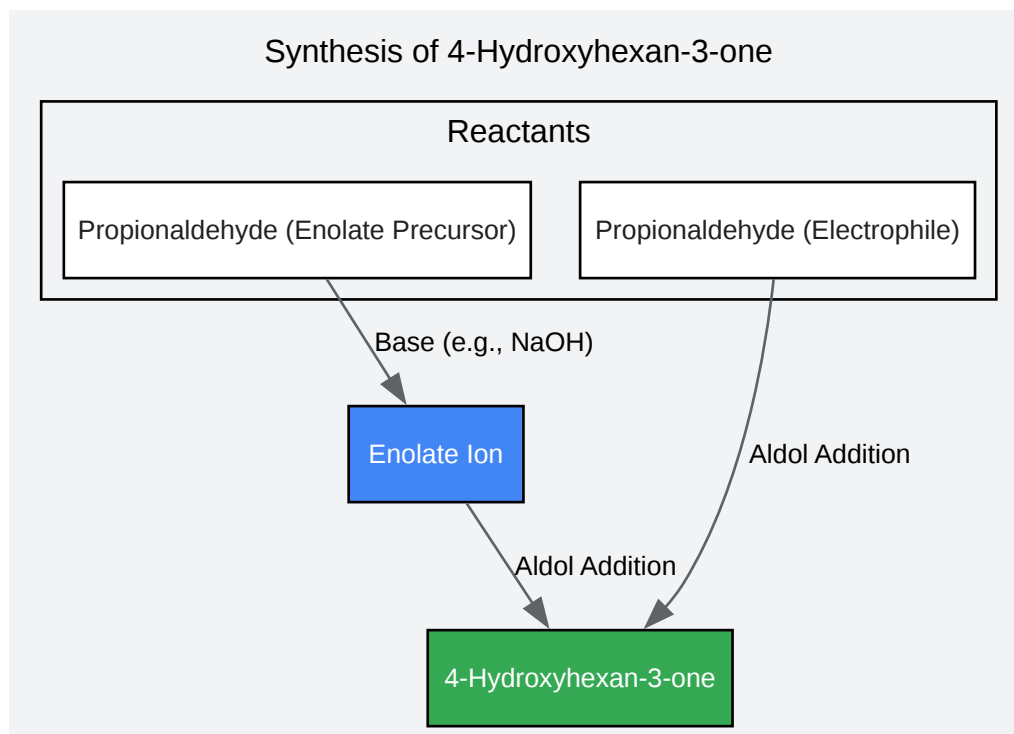 Synthesis of 4-Hydroxyhexan-3-one
Reactants
Propionaldehyde (Enolate Precursor)
Propionaldehyde (Electrophile)
Base (e.g., NaOH)
Enolate Ion
Aldol Addition
Aldol Addition
4-Hydroxyhexan-3-one